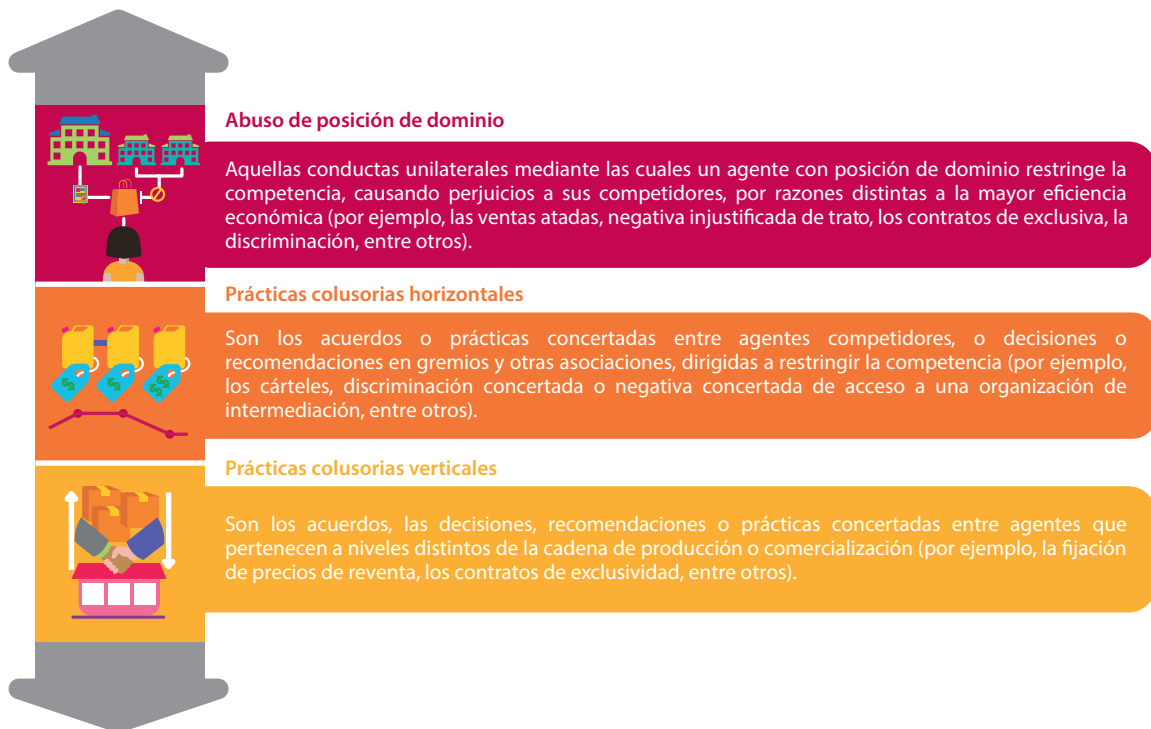 Abuso de posición de dominio
Aquellas conductas unilaterales mediante las cuales un agente con posición de dominio restringe la
competencia, causando perjuicios a sus competidores, por razones distintas a la mayor eficiencia
económica (por ejemplo, las ventas atadas, negativa injustificada de trato, los contratos de exclusiva, la
discriminación, entre otros).
Prácticas colusorias horizontales
Son los acuerdos o prácticas concertadas entre agentes competidores, o decisiones o
recomendaciones en gremios y otras asociaciones, dirigidas a restringir la competencia (por ejemplo,
los cárteles, discriminación concertada o negativa concertada de acceso a una organización de
intermediación, entre otros).
Prácticas colusorias verticales
Son los acuerdos, las decisiones, recomendaciones o prácticas concertadas entre agentes que
pertenecen a niveles distintos de la cadena de producción o comercialización (por ejemplo, la fijación
de precios de reventa, los contratos de exclusividad, entre otros).